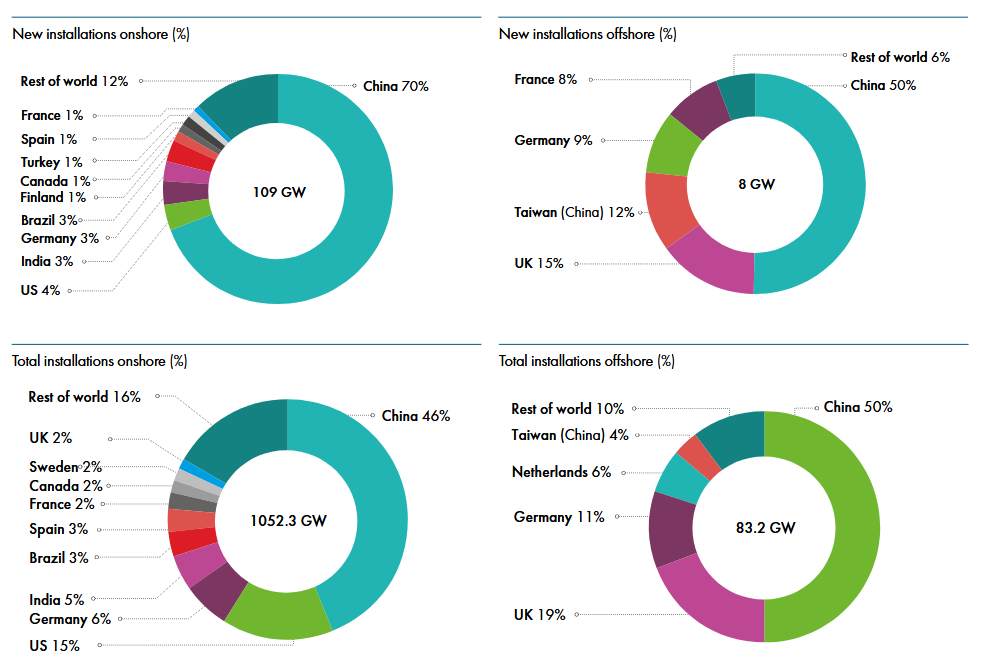 New installations onshore (%)
Rest of world 12%
China 70%
France 1%
Spain 1%
Turkey 1%
Canada 1%
Finland 1%
Brazil 3%
Germany 3%
India 3%
US 4%
109 GW
New installations offshore (%)
Rest of world 6%
China 50%
France 8%
Germany 9%
Taiwan (China) 12%
UK 15%
8 GW
Total installations onshore (%)
Rest of world 16%
China 46%
UK 2%
Sweden 2%
Canada 2%
France 2%
Spain 3%
Brazil 3%
India 5%
Germany 6%
US 15%
1052.3 GW
Total installations offshore (%)
Rest of world 10%
China 50%
Taiwan (China) 4%
Netherlands 6%
Germany 11%
UK 19%
83.2 GW